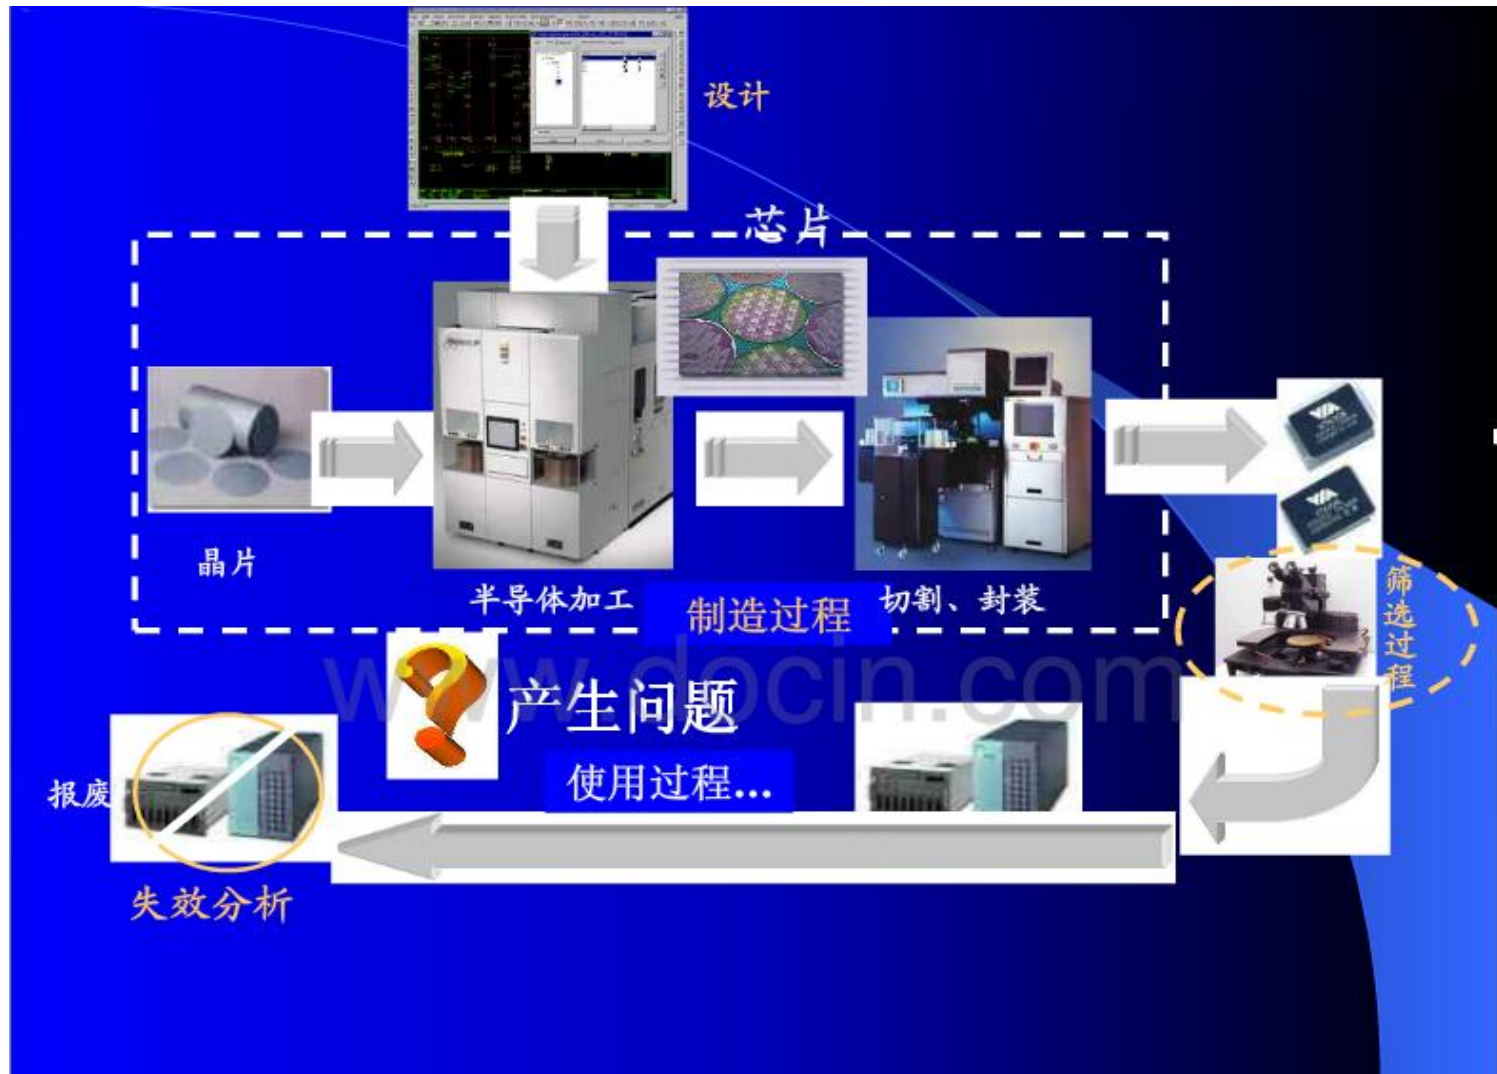 设计
芯片
晶片
半导体加工
制造过程
切割、封装
筛选过程
www.docin.com
产生问题
使用过程...
报废
失效分析
VIA
VIA